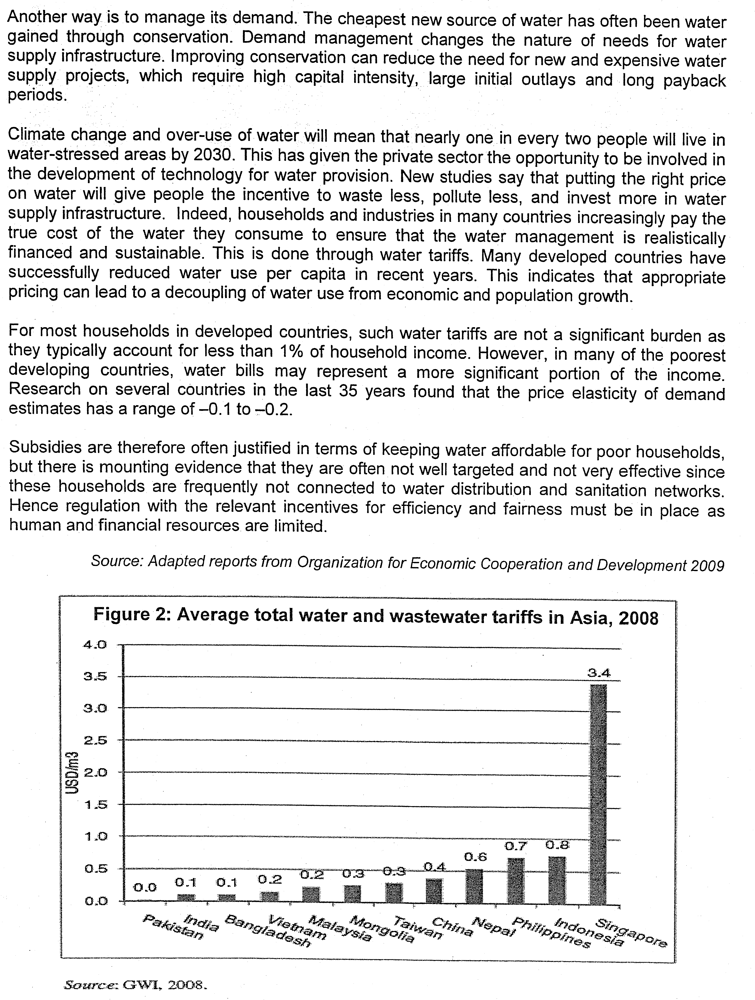 Another way is to manage its demand. The cheapest new source of water has often been water
gained through conservation. Demand management changes the nature of needs for water
supply infrastructure. Improving conservation can reduce the need for new and expensive water
supply projects, which require high capital intensity, large initial outlays and long payback
periods.
Climate change and over-use of water will mean that nearly one in every two people will live in
water-stressed areas by 2030. This has given the private sector the opportunity to be involved in
the development of technology for water provision. New studies say that putting the right price
on water will give people the incentive to waste less, pollute less, and invest more in water
supply infrastructure. Indeed, households and industries in many countries increasingly pay the
true cost of the water they consume to ensure that the water management is realistically
financed and sustainable. This is done through water tariffs. Many developed countries have
successfully reduced water use per capita in recent years. This indicates that appropriate
pricing can lead to a decoupling of water use from economic and population growth.
For most households in developed countries, such water tariffs are not a significant burden as
they typically account for less than 1% of household income. However, in many of the poorest
developing countries, water bills may represent a more significant portion of the income.
Research on several countries in the last 35 years found that the price elasticity of demand
estimates has a range of –0.1 to –0.2.
Subsidies are therefore often justified in terms of keeping water affordable for poor households,
but there is mounting evidence that they are often not well targeted and not very effective since
these households are frequently not connected to water distribution and sanitation networks.
Hence regulation with the relevant incentives for efficiency and fairness must be in place as
human and financial resources are limited.
Source: Adapted reports from Organization for Economic Cooperation and Development 2009
Figure 2: Average total water and wastewater tariffs in Asia, 2008
USD/m3
4.0
3.5
3.0
2.5
2.0
1.5
1.0
0.5
0.0
0.0
0.1
0.1
0.2
0.2
0.3
0.3
0.4
0.6
0.7
0.8
3.4
Pakistan
India
Bangladesh
Vietnam
Malaysia
Mongolia
Taiwan
China
Nepal
Philippines
Indonesia
Singapore
Source: GWI, 2008.